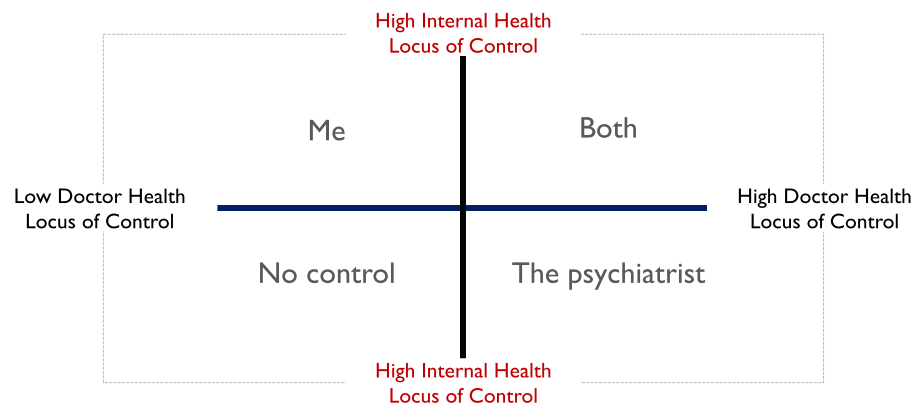 High Internal Health
Locus of Control
Me
Both
Low Doctor Health
Locus of Control
High Doctor Health
Locus of Control
No control
The psychiatrist
High Internal Health
Locus of Control